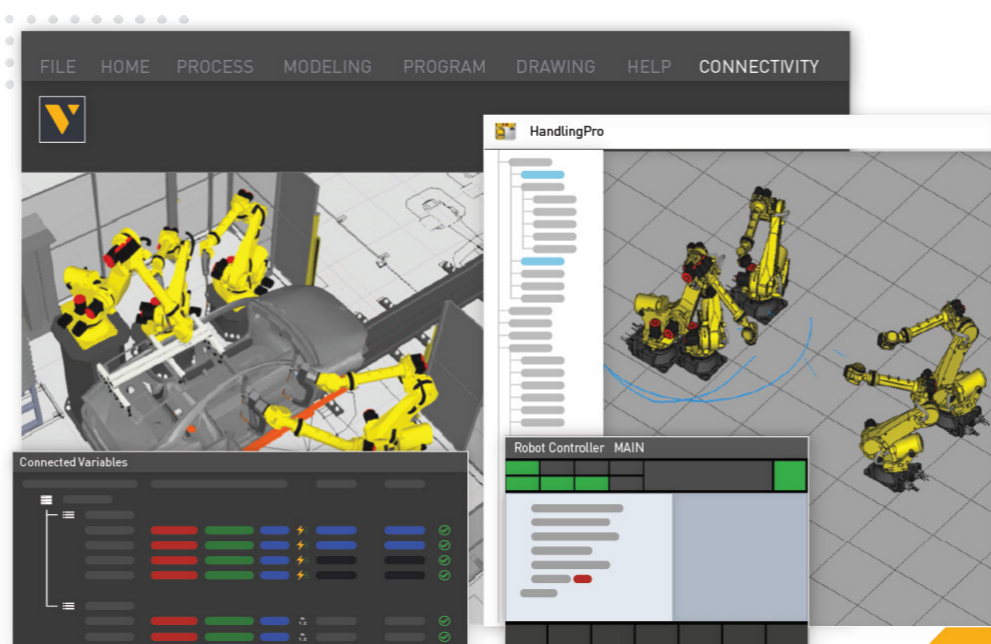 FILE HOME PROCESS MODELING PROGRAM DRAWING HELP CONNECTIVITY
HandlingPro
Robot Controller MAIN
Connected Variables